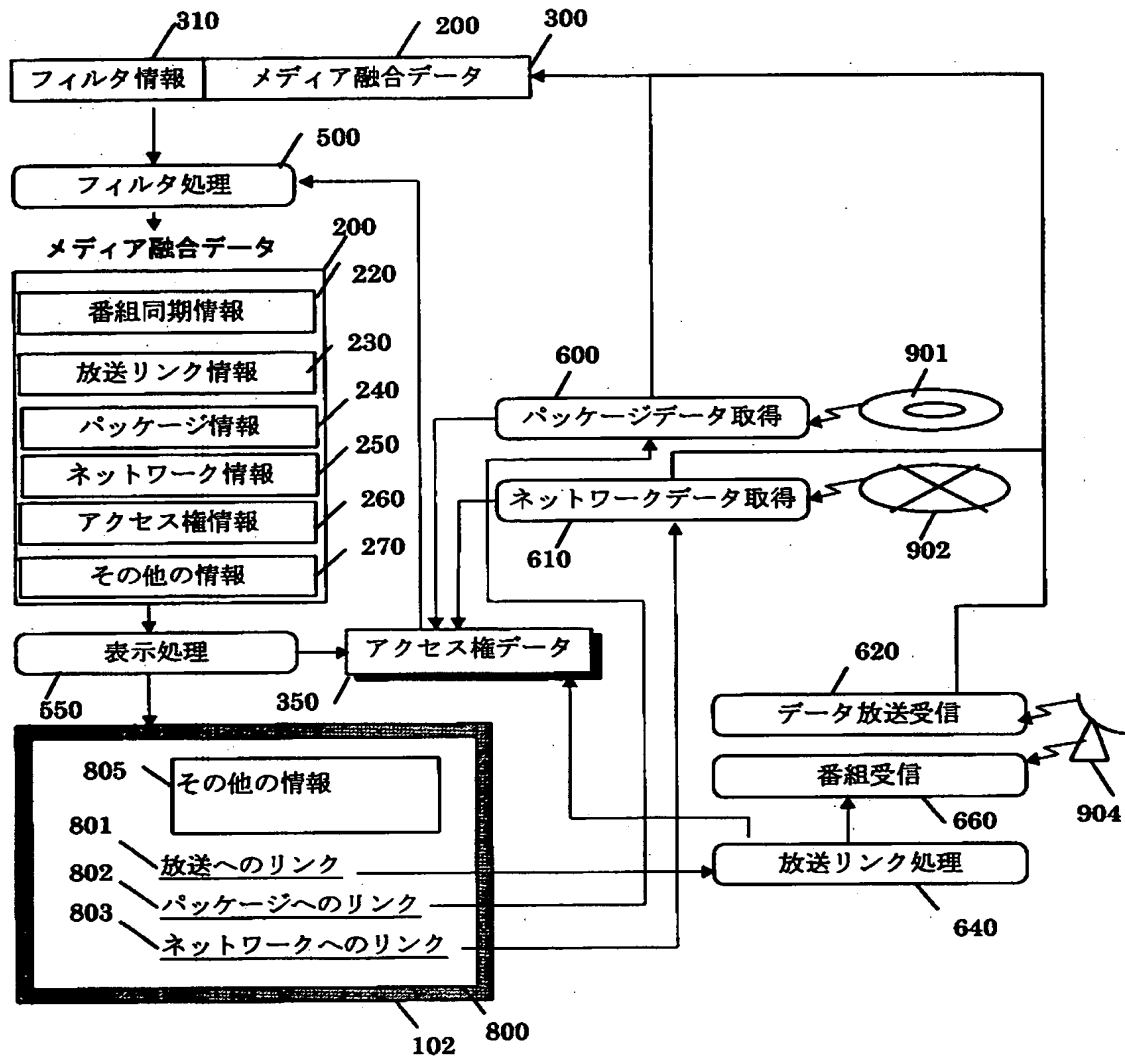 310
200
300
フィルタ情報
メディア融合データ
500
フィルタ処理
メディア融合データ
200
番組同期情報
220
放送リンク情報
230
パッケージ情報
240
ネットワーク情報
250
アクセス権情報
260
その他の情報
270
表示処理
550
アクセス権データ
350
600
パッケージデータ取得
901
ネットワークデータ取得
610
902
620
データ放送受信
番組受信
660
904
放送リンク処理
640
805
その他の情報
801
放送へのリンク
802
パッケージへのリンク
803
ネットワークへのリンク
102
800